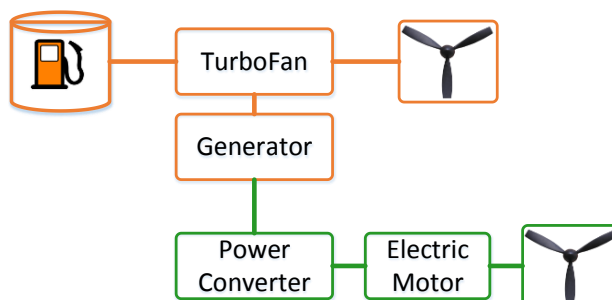 TurboFan
Generator
Power
Converter
Electric
Motor